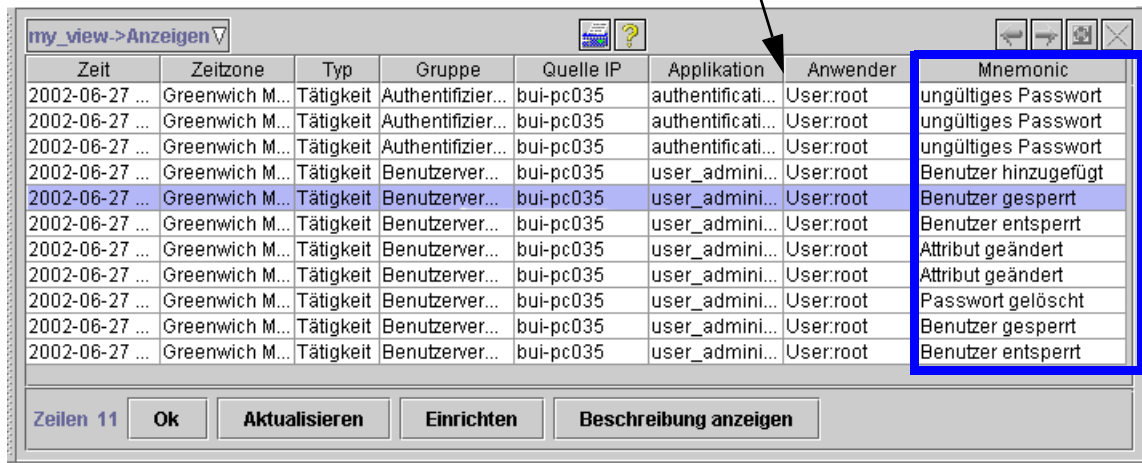 my_view->Anzeigen
Zeit Zeitzone Typ Gruppe Quelle IP Applikation Anwender Mnemonic
2002-06-27 ... Greenwich M... Tätigkeit Authentifizier... bui-pc035 authentificati... User:root ungültiges Passwort
2002-06-27 ... Greenwich M... Tätigkeit Authentifizier... bui-pc035 authentificati... User:root ungültiges Passwort
2002-06-27 ... Greenwich M... Tätigkeit Authentifizier... bui-pc035 authentificati... User:root ungültiges Passwort
2002-06-27 ... Greenwich M... Tätigkeit Benutzerver... bui-pc035 user_admini... User:root Benutzer hinzugefügt
2002-06-27 ... Greenwich M... Tätigkeit Benutzerver... bui-pc035 user_admini... User:root Benutzer gesperrt
2002-06-27 ... Greenwich M... Tätigkeit Benutzerver... bui-pc035 user_admini... User:root Benutzer entsperrt
2002-06-27 ... Greenwich M... Tätigkeit Benutzerver... bui-pc035 user_admini... User:root Attribut geändert
2002-06-27 ... Greenwich M... Tätigkeit Benutzerver... bui-pc035 user_admini... User:root Attribut geändert
2002-06-27 ... Greenwich M... Tätigkeit Benutzerver... bui-pc035 user_admini... User:root Passwort gelöscht
2002-06-27 ... Greenwich M... Tätigkeit Benutzerver... bui-pc035 user_admini... User:root Benutzer gesperrt
2002-06-27 ... Greenwich M... Tätigkeit Benutzerver... bui-pc035 user_admini... User:root Benutzer entsperrt
Zeilen 11 Ok Aktualisieren Einrichten Beschreibung anzeigen